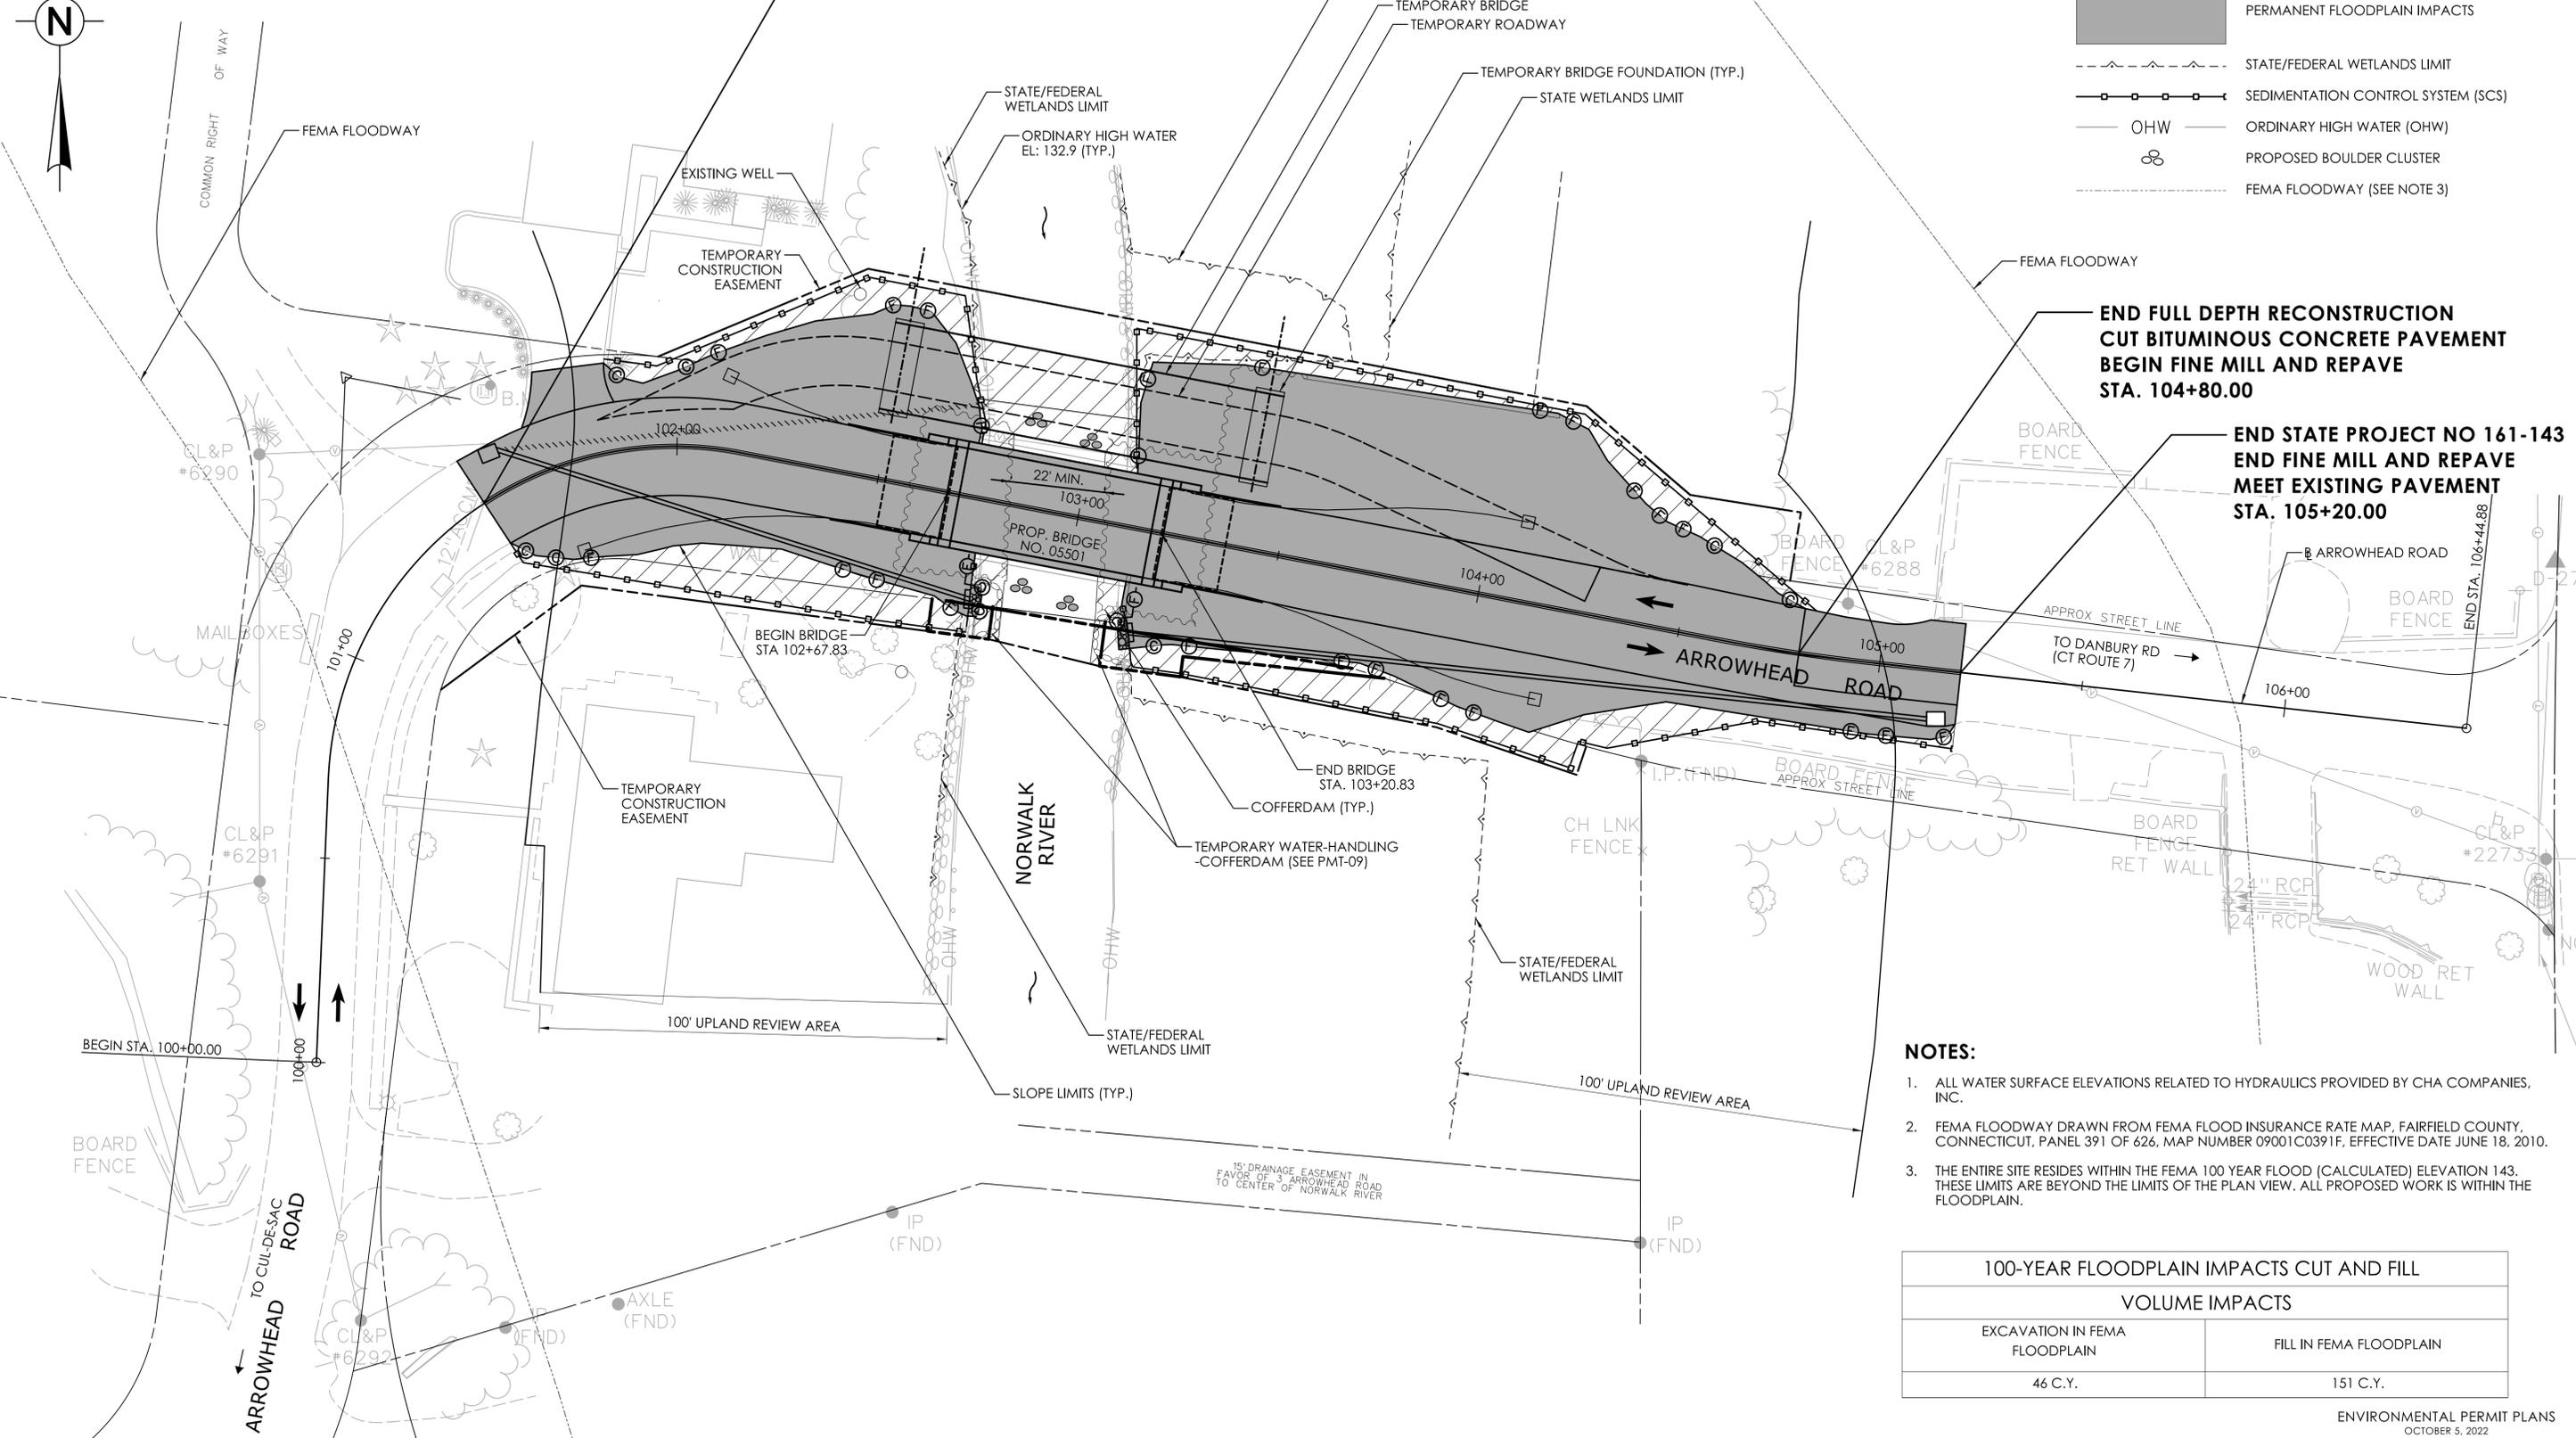 N
COMMON RIGHT OF WAY
FEMA FLOODWAY
STATE/FEDERAL
WETLANDS LIMIT
ORDINARY HIGH WATER
EL: 132.9 (TYP.)
EXISTING WELL
TEMPORARY
CONSTRUCTION
EASEMENT
TEMPORARY BRIDGE
TEMPORARY ROADWAY
TEMPORARY BRIDGE FOUNDATION (TYP.)
STATE WETLANDS LIMIT
PERMANENT FLOODPLAIN IMPACTS
STATE/FEDERAL WETLANDS LIMIT
SEDIMENTATION CONTROL SYSTEM (SCS)
OHW
ORDINARY HIGH WATER (OHW)
PROPOSED BOULDER CLUSTER
FEMA FLOODWAY (SEE NOTE 3)
FEMA FLOODWAY
END FULL DEPTH RECONSTRUCTION
CUT BITUMINOUS CONCRETE PAVEMENT
BEGIN FINE MILL AND REPAVE
STA. 104+80.00
END STATE PROJECT NO 161-143
END FINE MILL AND REPAVE
MEET EXISTING PAVEMENT
STA. 105+20.00
BOARD
FENCE
CL&P
#6290
102+00
22' MIN.
103+00
PROP. BRIDGE
NO. 05501
104+00
BOARD
FENCE
CL&P
#6288
ARROWHEAD ROAD
END STA. 106+44.88
BOARD
FENCE
APPROX STREET LINE
TO DANBURY RD
(CT ROUTE 7)
105+00
ARROWHEAD ROAD
106+00
MAILBOXES
101+00
BEGIN BRIDGE
STA 102+67.83
END BRIDGE
STA. 103+20.83
COFFERDAM (TYP.)
TEMPORARY WATER-HANDLING
-COFFERDAM (SEE PMT-09)
I.P.(FND)
BOARD FENCE
APPROX STREET LINE
TEMPORARY
CONSTRUCTION
EASEMENT
NORWALK
RIVER
CH LNK
FENCE
BOARD
FENCE
RET WALL
CL&P
#22733
24" RCP
24" RCP
CL&P
#6291
OHW
OHW
STATE/FEDERAL
WETLANDS LIMIT
WOOD RET
WALL
100' UPLAND REVIEW AREA
STATE/FEDERAL
WETLANDS LIMIT
BEGIN STA. 100+00.00
100+00
SLOPE LIMITS (TYP.)
100' UPLAND REVIEW AREA
BOARD
FENCE
15' DRAINAGE EASEMENT IN
FAVOR OF 3 ARROWHEAD ROAD
TO CENTER OF NORWALK RIVER
IP
(FND)
IP
(FND)
AXLE
(FND)
IP
(FND)
CL&P
#6292
TO CUL-DE-SAC
ARROWHEAD ROAD
NOTES:
1. ALL WATER SURFACE ELEVATIONS RELATED TO HYDRAULICS PROVIDED BY CHA COMPANIES,
INC.
2. FEMA FLOODWAY DRAWN FROM FEMA FLOOD INSURANCE RATE MAP, FAIRFIELD COUNTY,
CONNECTICUT, PANEL 391 OF 626, MAP NUMBER 09001C0391F, EFFECTIVE DATE JUNE 18, 2010.
3. THE ENTIRE SITE RESIDES WITHIN THE FEMA 100 YEAR FLOOD (CALCULATED) ELEVATION 143.
THESE LIMITS ARE BEYOND THE LIMITS OF THE PLAN VIEW. ALL PROPOSED WORK IS WITHIN THE
FLOODPLAIN.
100-YEAR FLOODPLAIN IMPACTS CUT AND FILL
VOLUME IMPACTS
EXCAVATION IN FEMA
FLOODPLAIN
FILL IN FEMA FLOODPLAIN
46 C.Y.
151 C.Y.
ENVIRONMENTAL PERMIT PLANS
OCTOBER 5, 2022